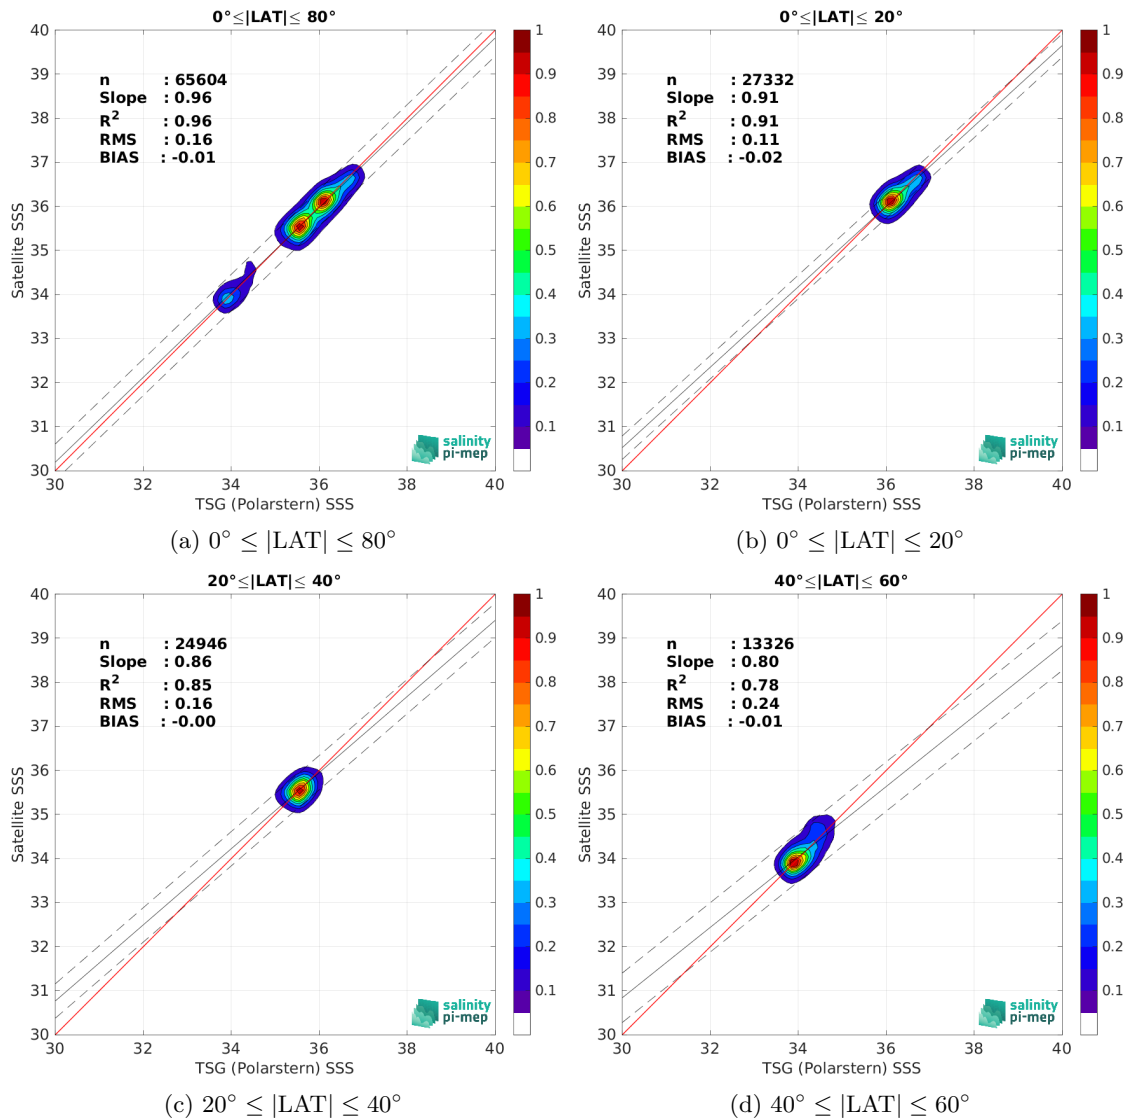 0°≤|LAT|≤ 80°
40
39
38
37
36
35
34
33
32
31
30
Satellite SSS
n : 65604
Slope : 0.96
R2 : 0.96
RMS : 0.16
BIAS : -0.01
salinity
pi-mep
30 32 34 36 38 40
TSG (Polarstern) SSS
1
0.9
0.8
0.7
0.6
0.5
0.4
0.3
0.2
0.1
(a) 0° ≤ |LAT| ≤ 80°
0°≤|LAT|≤ 20°
40
39
38
37
36
35
34
33
32
31
30
Satellite SSS
n : 27332
Slope : 0.91
R2 : 0.91
RMS : 0.11
BIAS : -0.02
salinity
pi-mep
30 32 34 36 38 40
TSG (Polarstern) SSS
1
0.9
0.8
0.7
0.6
0.5
0.4
0.3
0.2
0.1
(b) 0° ≤ |LAT| ≤ 20°
20°≤|LAT|≤ 40°
40
39
38
37
36
35
34
33
32
31
30
Satellite SSS
n : 24946
Slope : 0.86
R2 : 0.85
RMS : 0.16
BIAS : -0.00
salinity
pi-mep
30 32 34 36 38 40
TSG (Polarstern) SSS
1
0.9
0.8
0.7
0.6
0.5
0.4
0.3
0.2
0.1
(c) 20° ≤ |LAT| ≤ 40°
40°≤|LAT|≤ 60°
40
39
38
37
36
35
34
33
32
31
30
Satellite SSS
n : 13326
Slope : 0.80
R2 : 0.78
RMS : 0.24
BIAS : -0.01
salinity
pi-mep
30 32 34 36 38 40
TSG (Polarstern) SSS
1
0.9
0.8
0.7
0.6
0.5
0.4
0.3
0.2
0.1
(d) 40° ≤ |LAT| ≤ 60°